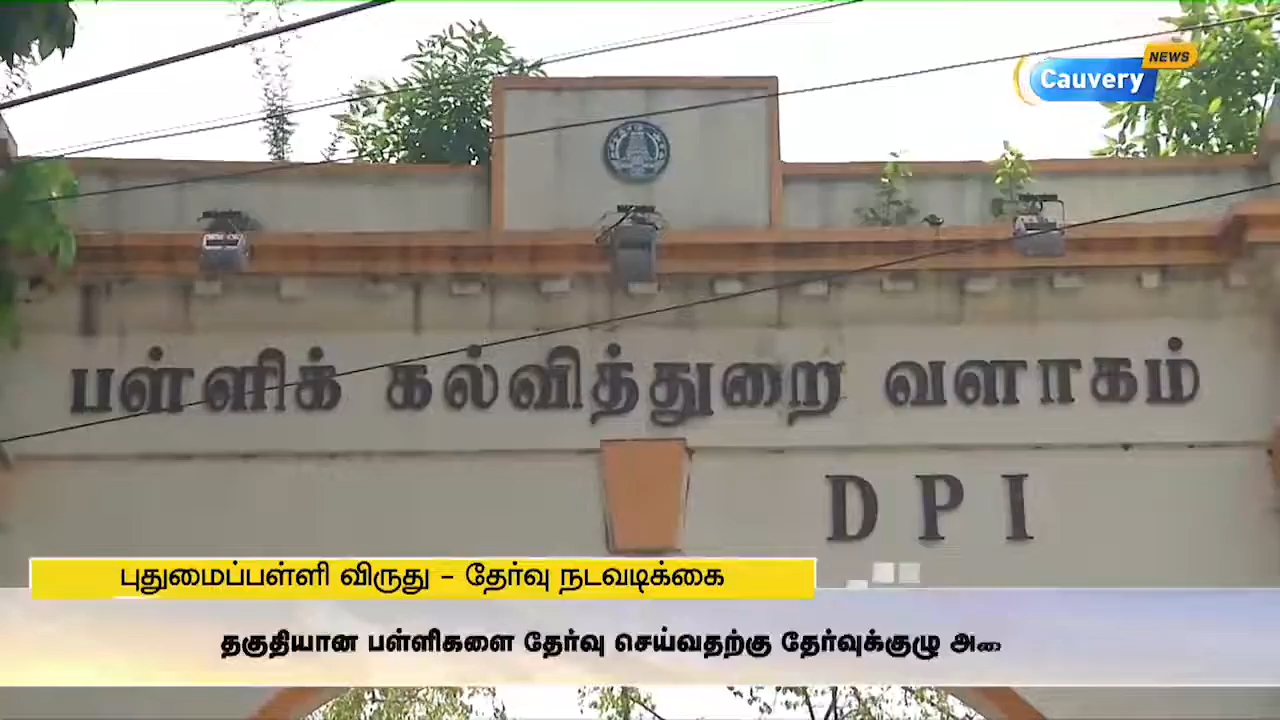 NEWS
Cauvery
பள்ளிக் கல்வித்துறை வளாகம்
DPI
புதுமைப்பள்ளி விருது - தேர்வு நடவடிக்கை
தகுதியான பள்ளிகளை தேர்வு செய்வதற்கு தேர்வுக்குழு